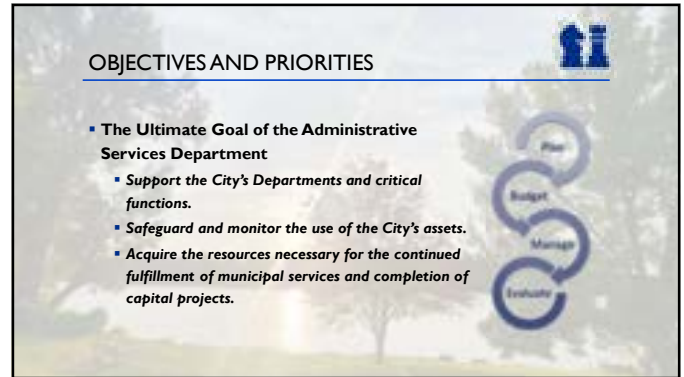 OBJECTIVES AND PRIORITIES
▪ The Ultimate Goal of the Administrative
Services Department
▪ Support the City's Departments and critical
functions.
▪ Safeguard and monitor the use of the City's assets.
▪ Acquire the resources necessary for the continued
fulfillment of municipal services and completion of
capital projects.
Plan
Budget
Manage
Evaluate